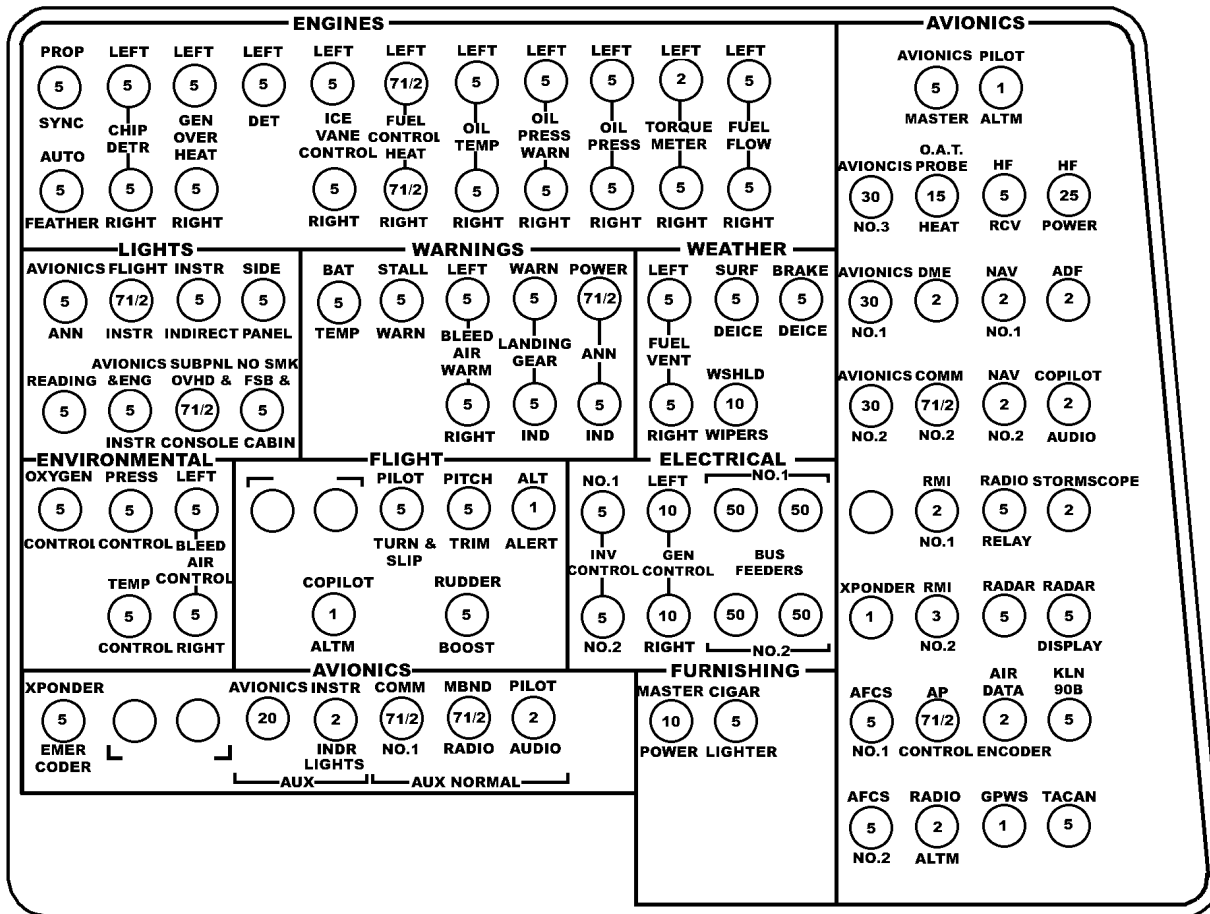 ENGINES
PROP LEFT LEFT LEFT LEFT LEFT LEFT LEFT LEFT LEFT LEFT
5 5 5 5 5 71/2 5 5 5 2 5
SYNC CHIP DETR GEN OVER HEAT DET ICE VANE CONTROL FUEL CONTROL HEAT OIL TEMP OIL PRESS WARN OIL PRESS TORQUE METER FUEL FLOW
AUTO
5 5 5 5 71/2 5 5 5 5 5
FEATHER RIGHT RIGHT RIGHT RIGHT RIGHT RIGHT RIGHT RIGHT RIGHT
LIGHTS
AVIONICS FLIGHT INSTR SIDE
5 71/2 5 5
ANN INSTR INDIRECT PANEL
AVIONICS SUBPNL NO SMK
READING &ENG OVHD & FSB &
5 5 71/2 5
INSTR CONSOLE CABIN
WARNINGS
BAT STALL LEFT WARN POWER
5 5 5 5 71/2
TEMP WARN BLEED AIR WARM LANDING GEAR ANN
5 5 5
RIGHT IND IND
WEATHER
LEFT SURF BRAKE
5 5 5
FUEL VENT DEICE DEICE
WSHLD
5 10
RIGHT WIPERS
ENVIRONMENTAL
OXYGEN PRESS LEFT
5 5 5
CONTROL CONTROL BLEED AIR CONTROL
TEMP
5 5
CONTROL RIGHT
FLIGHT
PILOT PITCH ALT
5 5 1
TURN & SLIP TRIM ALERT
COPILOT RUDDER
1 5
ALTM BOOST
ELECTRICAL
NO.1 LEFT NO.1
5 10 50 50
INV CONTROL GEN CONTROL BUS FEEDERS
5 10 50 50
NO.2 RIGHT NO.2
AVIONICS
XPONDER AVIONICS INSTR COMM MBND PILOT
5 20 2 71/2 71/2 2
EMER CODER INDR LIGHTS NO.1 RADIO AUDIO
AUX AUX NORMAL
FURNISHING
MASTER CIGAR
10 5
POWER LIGHTER
AVIONICS
AVIONICS PILOT
5 1
MASTER ALTM
AVIONCIS O.A.T. PROBE HF HF
30 15 5 25
NO.3 HEAT RCV POWER
AVIONICS DME NAV ADF
30 2 2 2
NO.1 NO.1
AVIONICS COMM NAV COPILOT
30 71/2 2 2
NO.2 NO.2 NO.2 AUDIO
RMI RADIO STORMSCOPE
2 5 2
NO.1 RELAY
XPONDER RMI RADAR RADAR
1 3 5 5
NO.2 DISPLAY
AFCS AP AIR DATA KLN 90B
5 71/2 2 5
NO.1 CONTROL ENCODER
AFCS RADIO GPWS TACAN
5 2 1 5
NO.2 ALTM